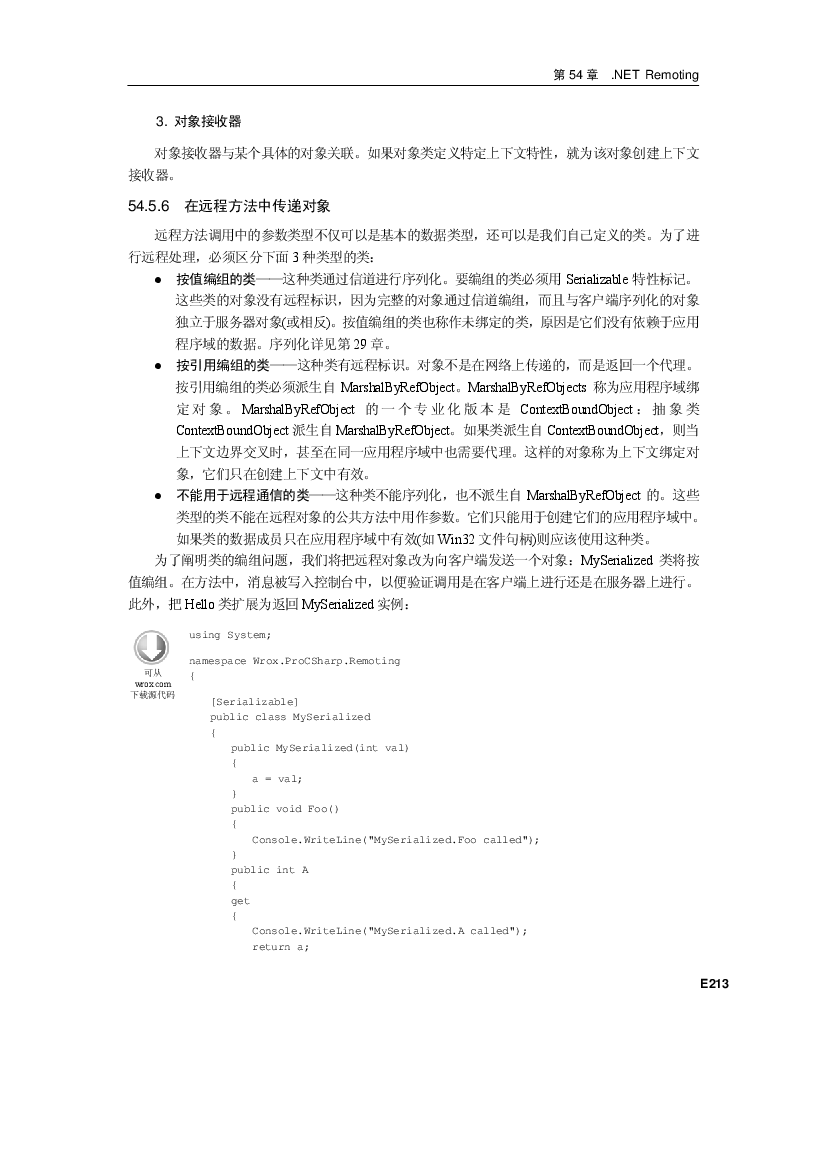 第 54 章 .NET Remoting
3. 对象接收器
对象接收器与某个具体的对象关联。如果对象类定义特定上下文特性，就为该对象创建上下文
接收器。
54.5.6 在远程方法中传递对象
远程方法调用中的参数类型不仅可以是基本的数据类型，还可以是我们自己定义的类。为了进
行远程处理，必须区分下面 3 种类型的类：
● 按值编组的类——这种类通过信道进行序列化。要编组的类必须用 Serializable 特性标记。
这些类的对象没有远程标识，因为完整的对象通过信道编组，而且与客户端序列化的对象
独立于服务器对象(或相反)。按值编组的类也称作未绑定的类，原因是它们没有依赖于应用
程序域的数据。序列化详见第 29 章。
● 按引用编组的类——这种类有远程标识。对象不是在网络上传递的，而是返回一个代理。
按引用编组的类必须派生自 MarshalByRefObject。MarshalByRefObjects 称为应用程序域绑
定对象。MarshalByRefObject 的一个专业化版本是 ContextBoundObject：抽象类
ContextBoundObject 派生自 MarshalByRefObject。如果类派生自 ContextBoundObject，则当
上下文边界交叉时，甚至在同一应用程序域中也需要代理。这样的对象称为上下文绑定对
象，它们只在创建上下文中有效。
● 不能用于远程通信的类——这种类不能序列化，也不派生自 MarshalByRefObject 的。这些
类型的类不能在远程对象的公共方法中用作参数。它们只能用于创建它们的应用程序域中。
如果类的数据成员只在应用程序域中有效(如 Win32 文件句柄)则应该使用这种类。
为了阐明类的编组问题，我们将把远程对象改为向客户端发送一个对象：MySerialized 类将按
值编组。在方法中，消息被写入控制台中，以便验证调用是在客户端上进行还是在服务器上进行。
此外，把 Hello 类扩展为返回 MySerialized 实例：
可从
wrox.com
下载源代码
using System;
namespace Wrox.ProCSharp.Remoting
{
[Serializable]
public class MySerialized
{
public MySerialized(int val)
{
a = val;
}
public void Foo()
{
Console.WriteLine("MySerialized.Foo called");
}
public int A
{
get
{
Console.WriteLine("MySerialized.A called");
return a;
E213